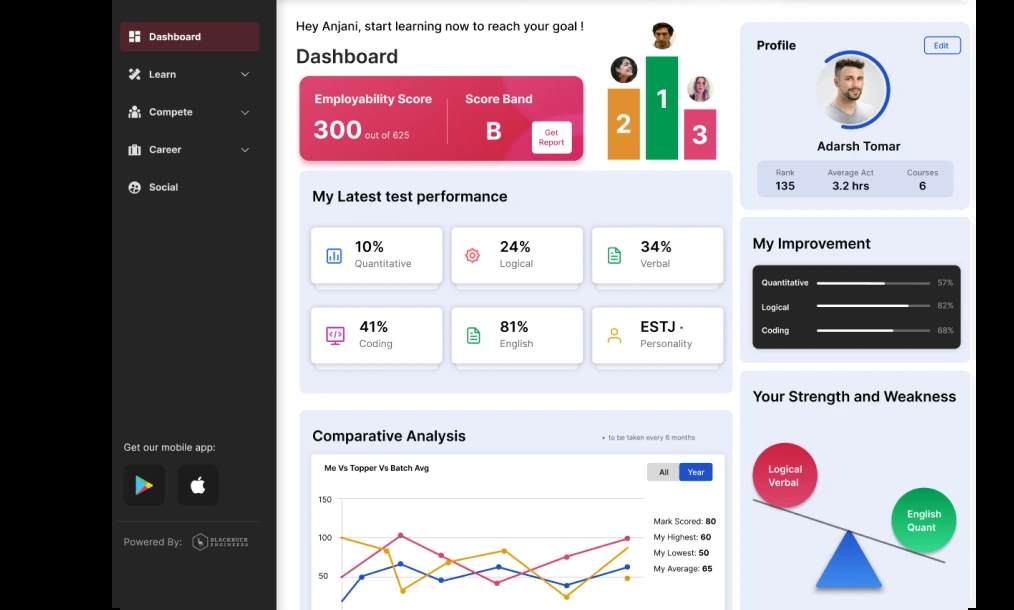 Dashboard
Learn
Compete
Career
Social
Get our mobile app:
Powered By: BLACKBUCK
ENGINEERS
Hey Anjani, start learning now to reach your goal !
Dashboard
Employability Score
300 out of 625
Score Band
B
Get
Report
2
1
3
My Latest test performance
10%
Quantitative
24%
Logical
34%
Verbal
41%
Coding
81%
English
ESTJ ·
Personality
Comparative Analysis
• to be taken every 6 months
Me Vs Topper Vs Batch Avg
All
Year
150
100
50
Mark Scored: 80
My Highest: 60
My Lowest: 50
My Average: 65
Profile
Edit
Adarsh Tomar
Rank
135
Average Act
3.2 hrs
Courses
6
My Improvement
Quantitative 57%
Logical 82%
Coding 68%
Your Strength and Weakness
Logical
Verbal
English
Quant